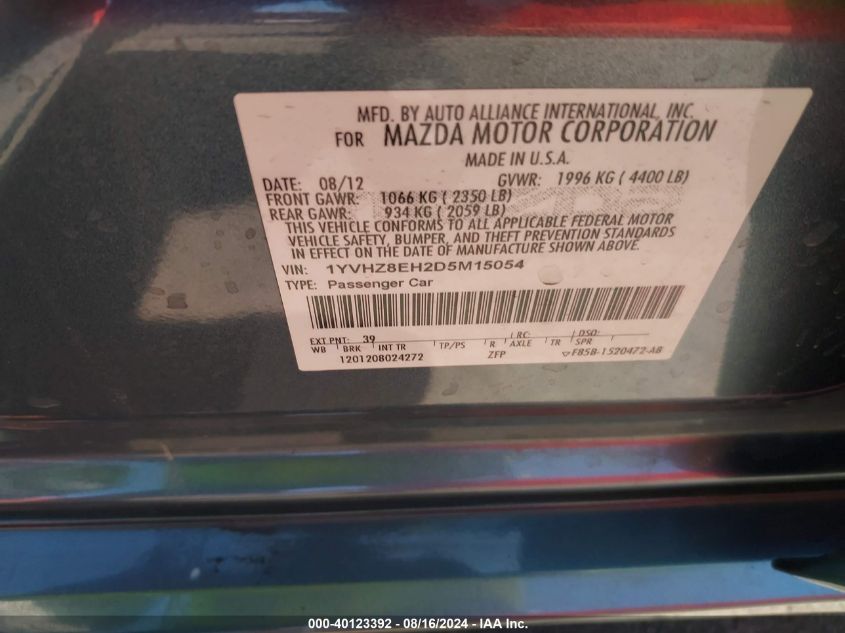 MFD. BY AUTO ALLIANCE INTERNATIONAL, INC.
FOR MAZDA MOTOR CORPORATION
MADE IN U.S.A.
DATE: 08/12 GVWR: 1996 KG ( 4400 LB)
FRONT GAWR: 1066 KG ( 2350 LB)
REAR GAWR: 934 KG ( 2059 LB)
THIS VEHICLE CONFORMS TO ALL APPLICABLE FEDERAL MOTOR
VEHICLE SAFETY, BUMPER, AND THEFT PREVENTION STANDARDS
IN EFFECT ON THE DATE OF MANUFACTURE SHOWN ABOVE.
VIN: 1YVHZ8EH2D5M15054
TYPE: Passenger Car
EXT PNT: 39 RC: DSO:
WB BRK INT TR TP/PS R AXLE TR SPR
1201208024272 ZFP F85B-1520472-AB
000-40123392 - 08/16/2024 - IAA Inc.